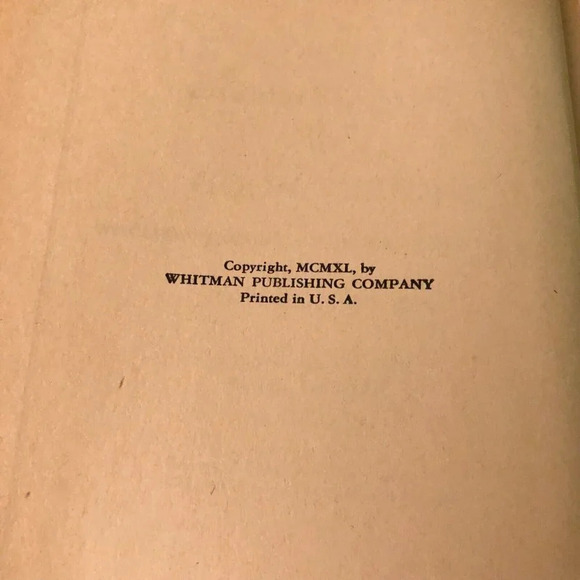 Copyright, MCMXL, by
WHITMAN PUBLISHING COMPANY
Printed in U. S. A.